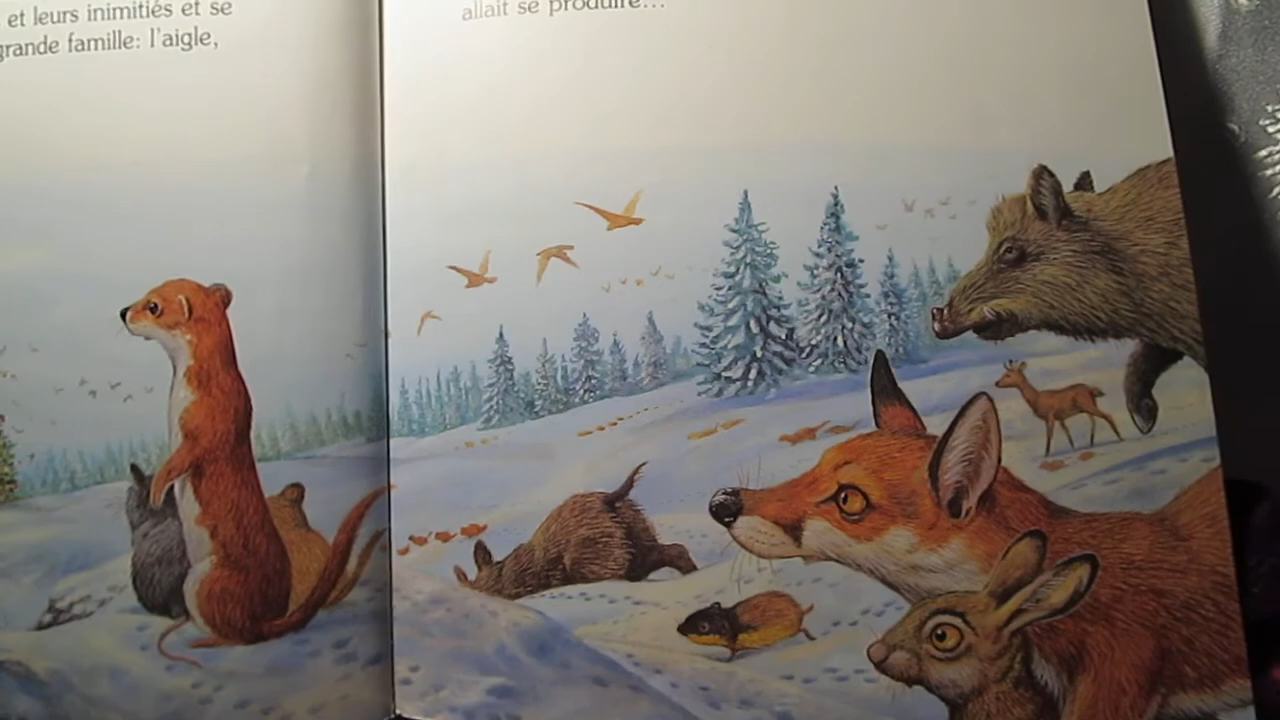 et leurs inimitiés et se
grande famille: l'aigle,
allait se produire...